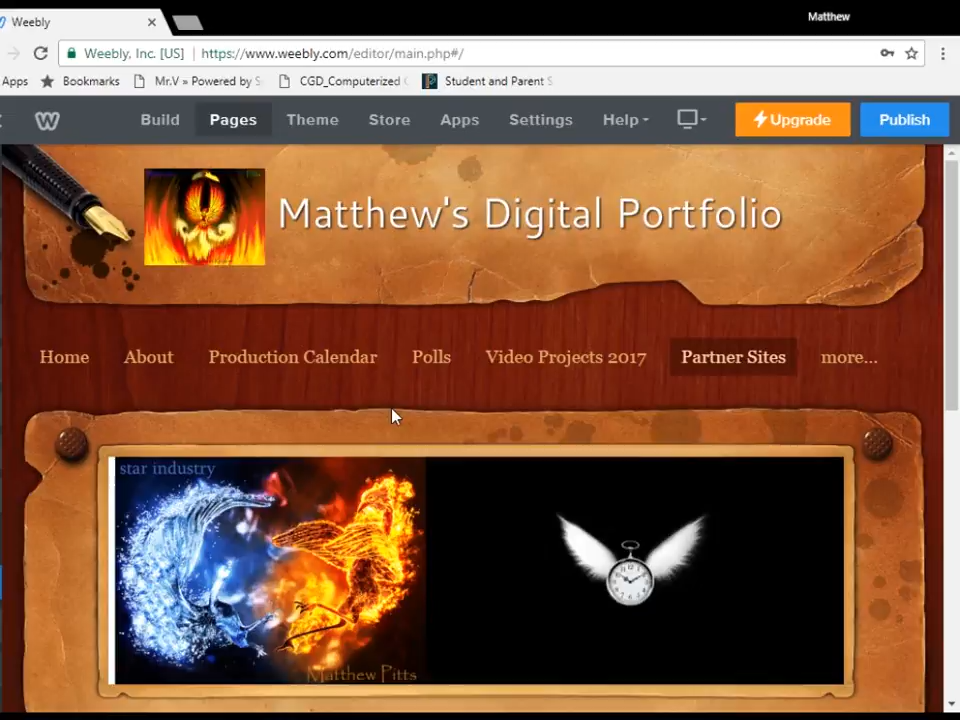 Matthew
Weebly
Weebly, Inc. [US] https://www.weebly.com/editor/main.php#/
Apps Bookmarks Mr.V » Powered by S CGD_Computerized Student and Parent S
Build Pages Theme Store Apps Settings Help Upgrade Publish
Matthew's Digital Portfolio
Home About Production Calendar Polls Video Projects 2017 Partner Sites more...
star industry
Matthew Pitts